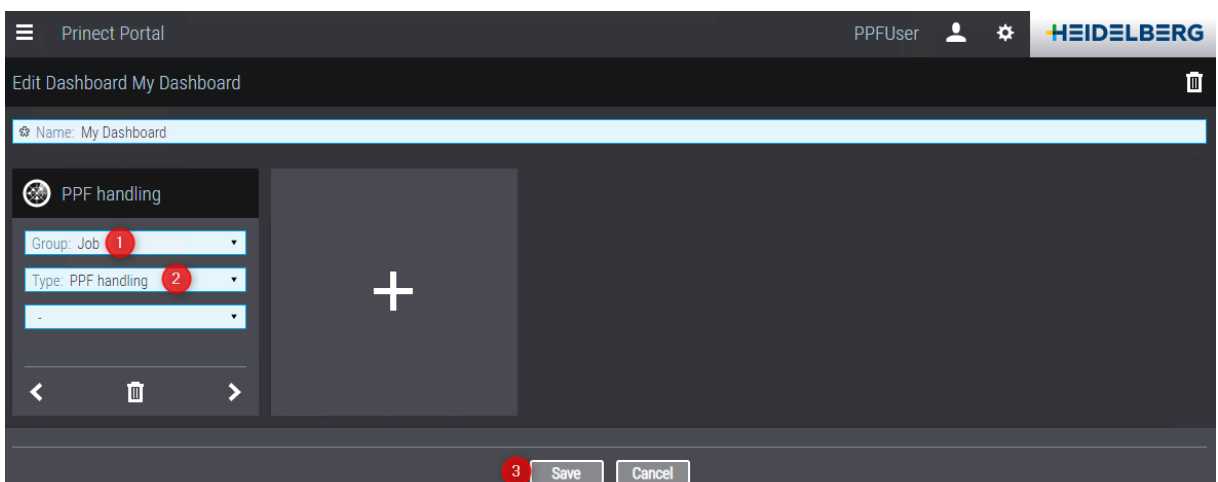 Prinect Portal PPFUser HEIDELBERG
Edit Dashboard My Dashboard
Name: My Dashboard
PPF handling
Group: Job 1
Type: PPF handling 2
-
3 Save Cancel